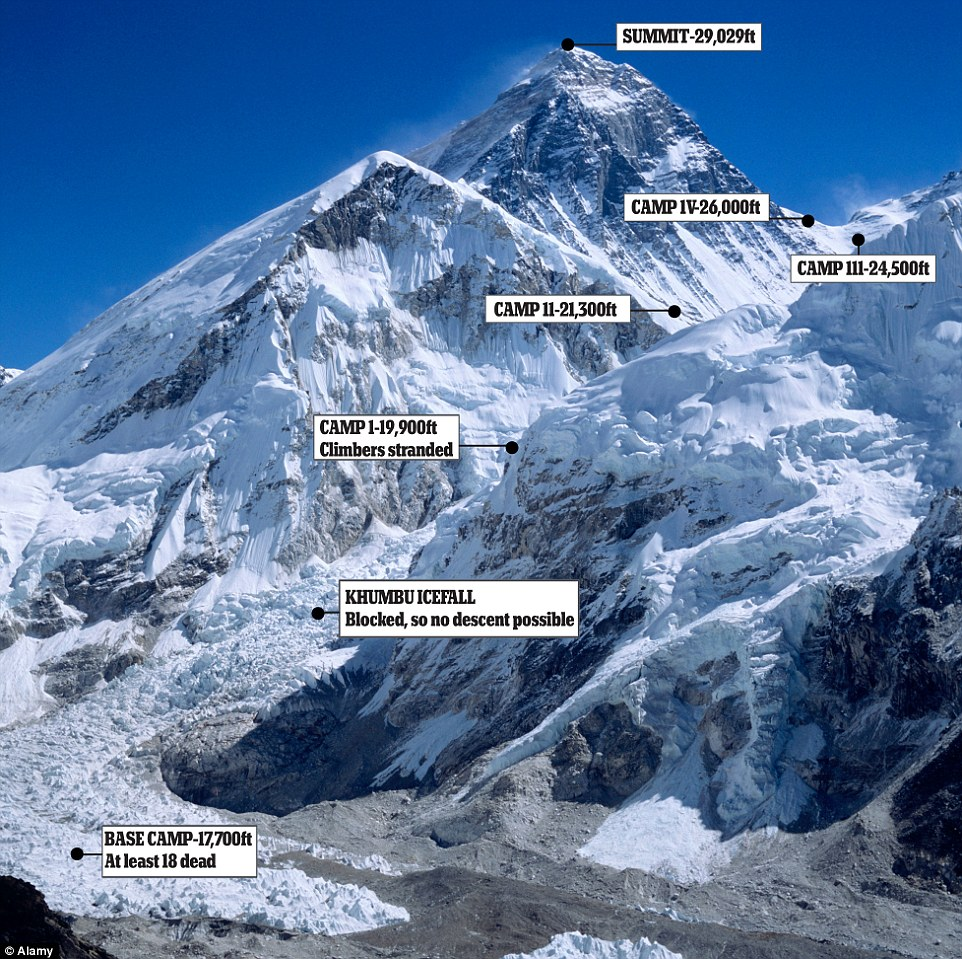 SUMMIT-29,029ft
CAMP 1V-26,000ft
CAMP 111-24,500ft
CAMP 11-21,300ft
CAMP 1-19,900ft
Climbers stranded
KHUMBU ICEFALL
Blocked, so no descent possible
BASE CAMP-17,700ft
At least 18 dead
© Alamy